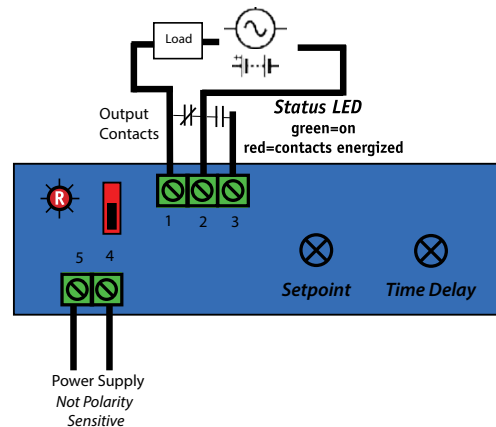 Load
Output
Contacts
Status LED
green=on
red=contacts energized
R
1 2 3
5 4
Setpoint
Time Delay
Power Supply
Not Polarity
Sensitive